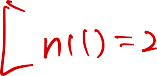 [ n(1) = 2